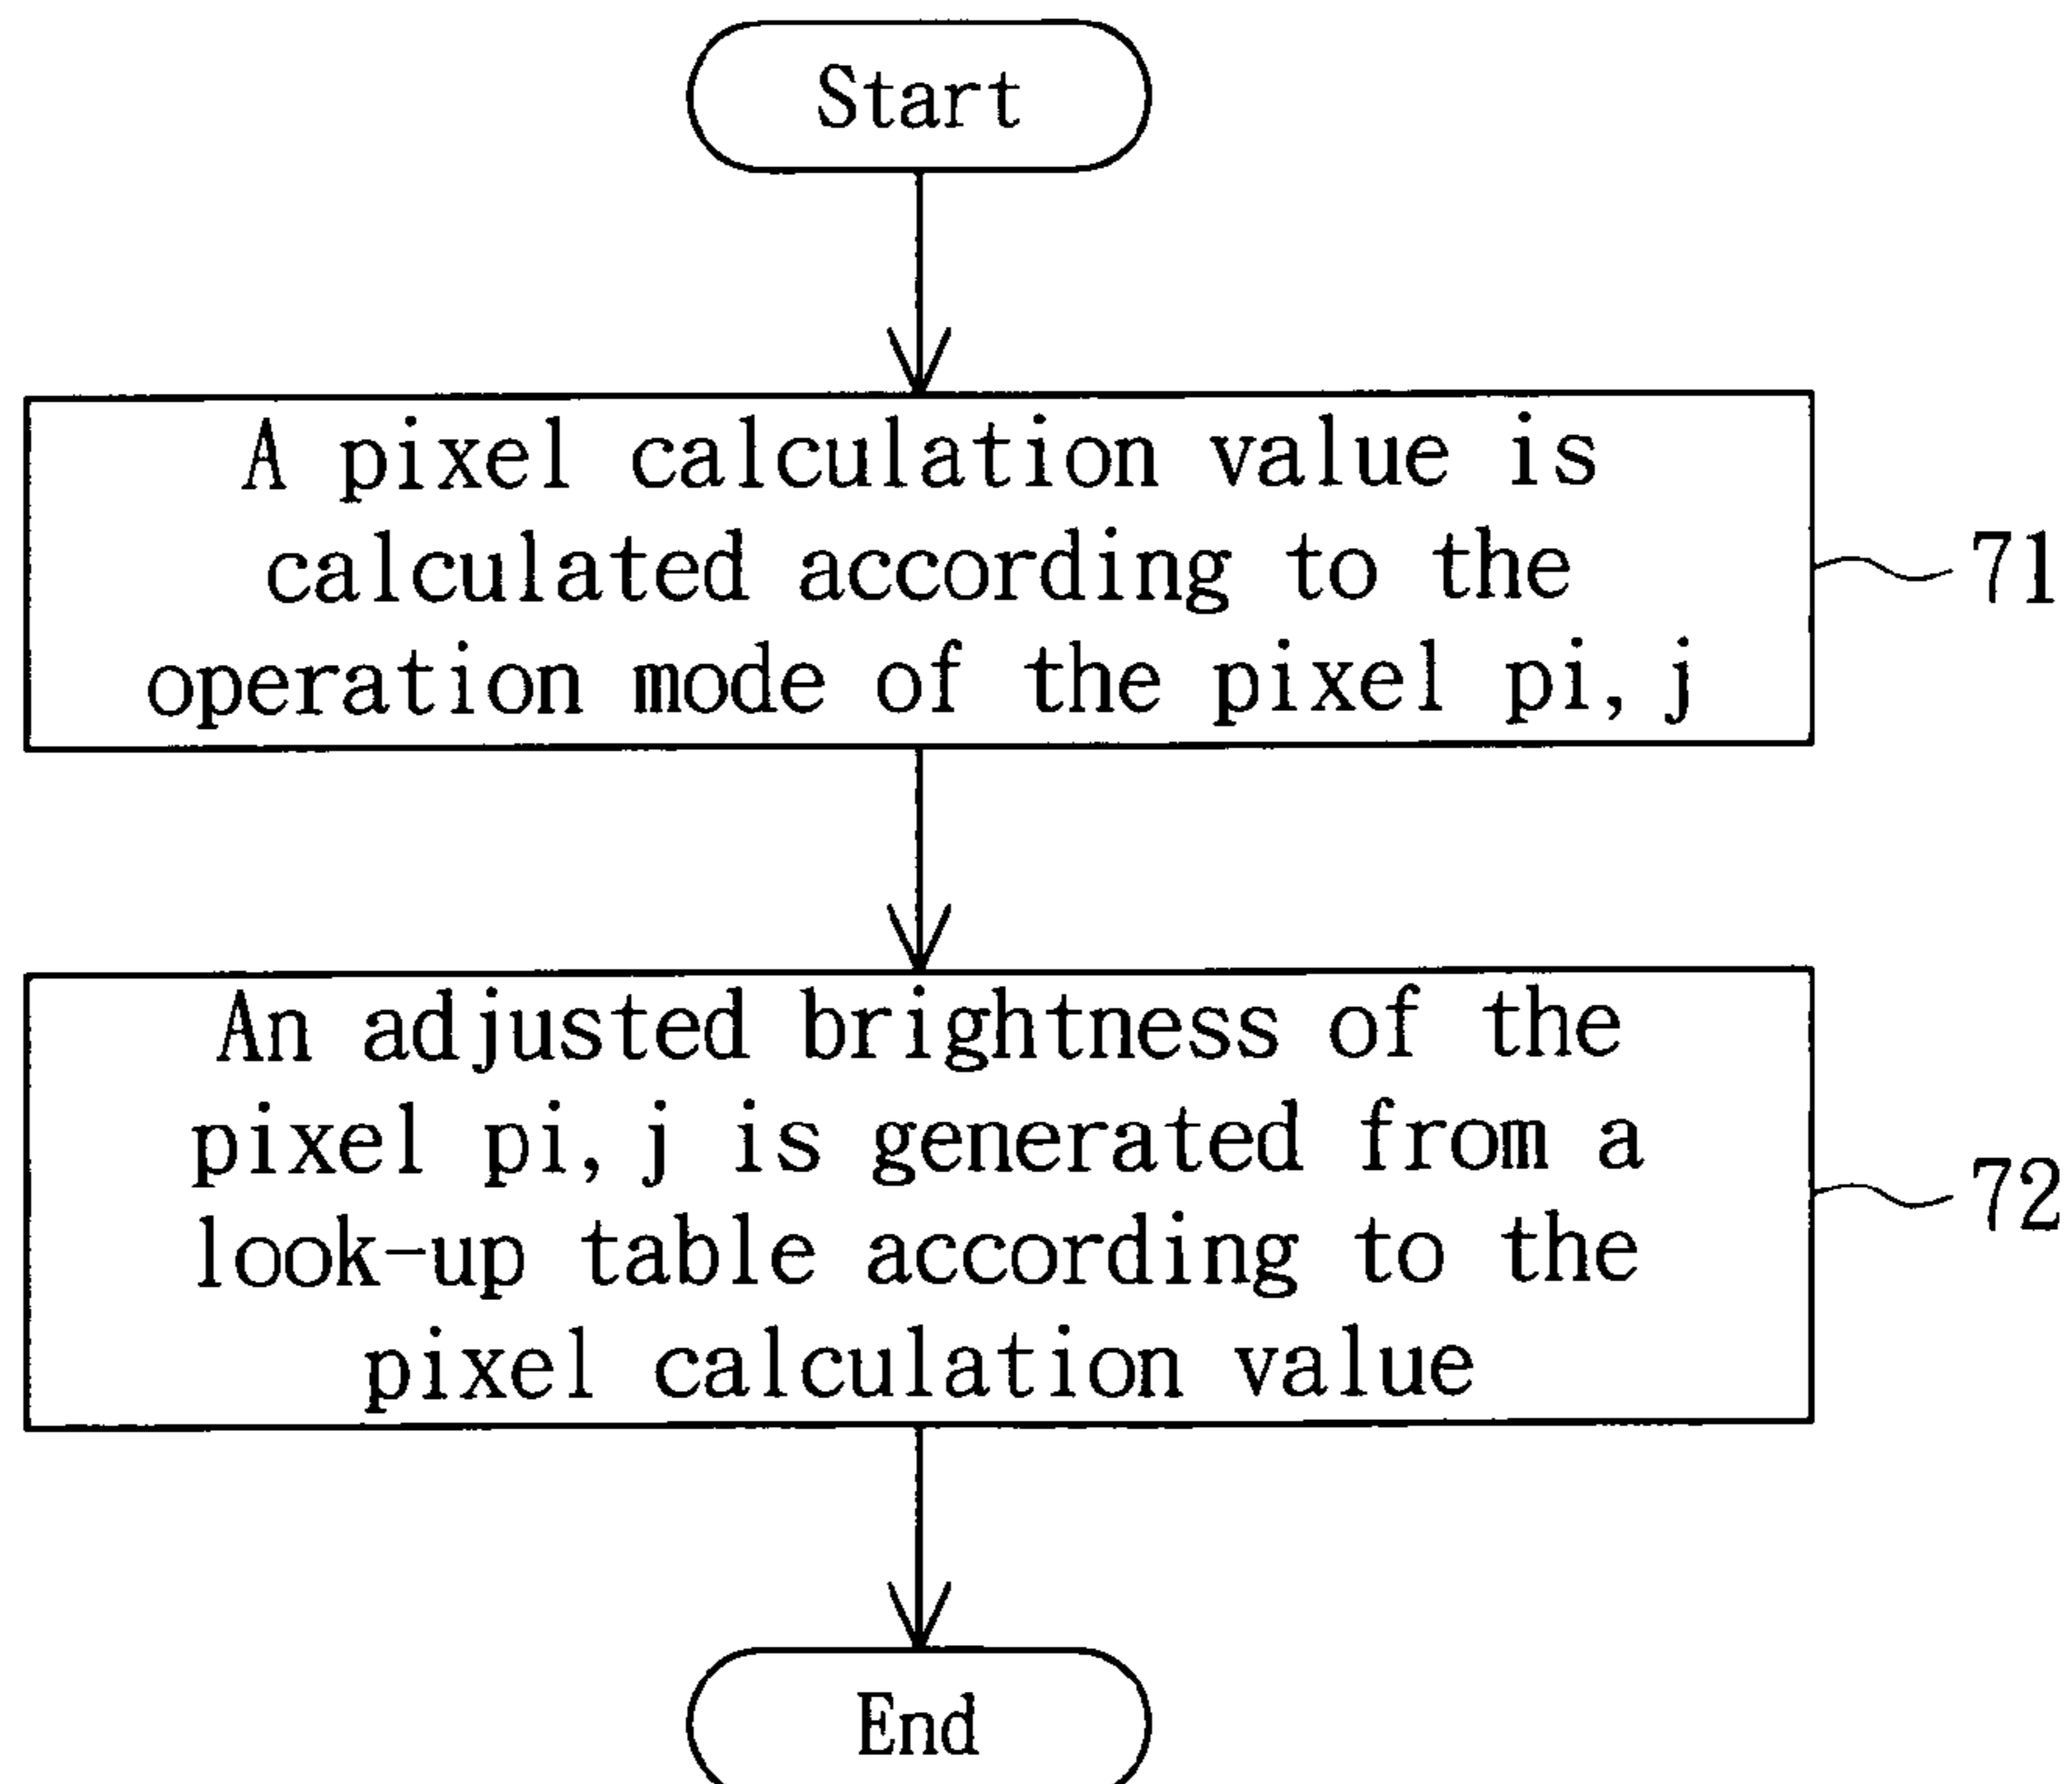 Start
A pixel calculation value is
calculated according to the
operation mode of the pixel pi, j
71
An adjusted brightness of the
pixel pi, j is generated from a
look-up table according to the
pixel calculation value
72
End